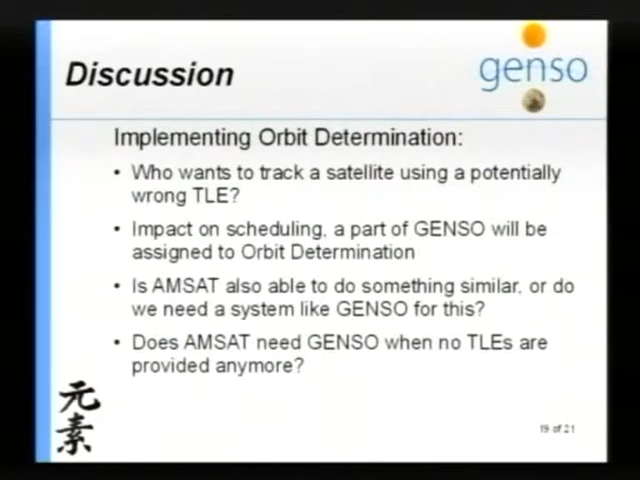 genso
Discussion
Implementing Orbit Determination:
• Who wants to track a satellite using a potentially
wrong TLE?
• Impact on scheduling, a part of GENSO will be
assigned to Orbit Determination
• Is AMSAT also able to do something similar, or do
we need a system like GENSO for this?
• Does AMSAT need GENSO when no TLEs are
provided anymore?
元
素
19 of 21